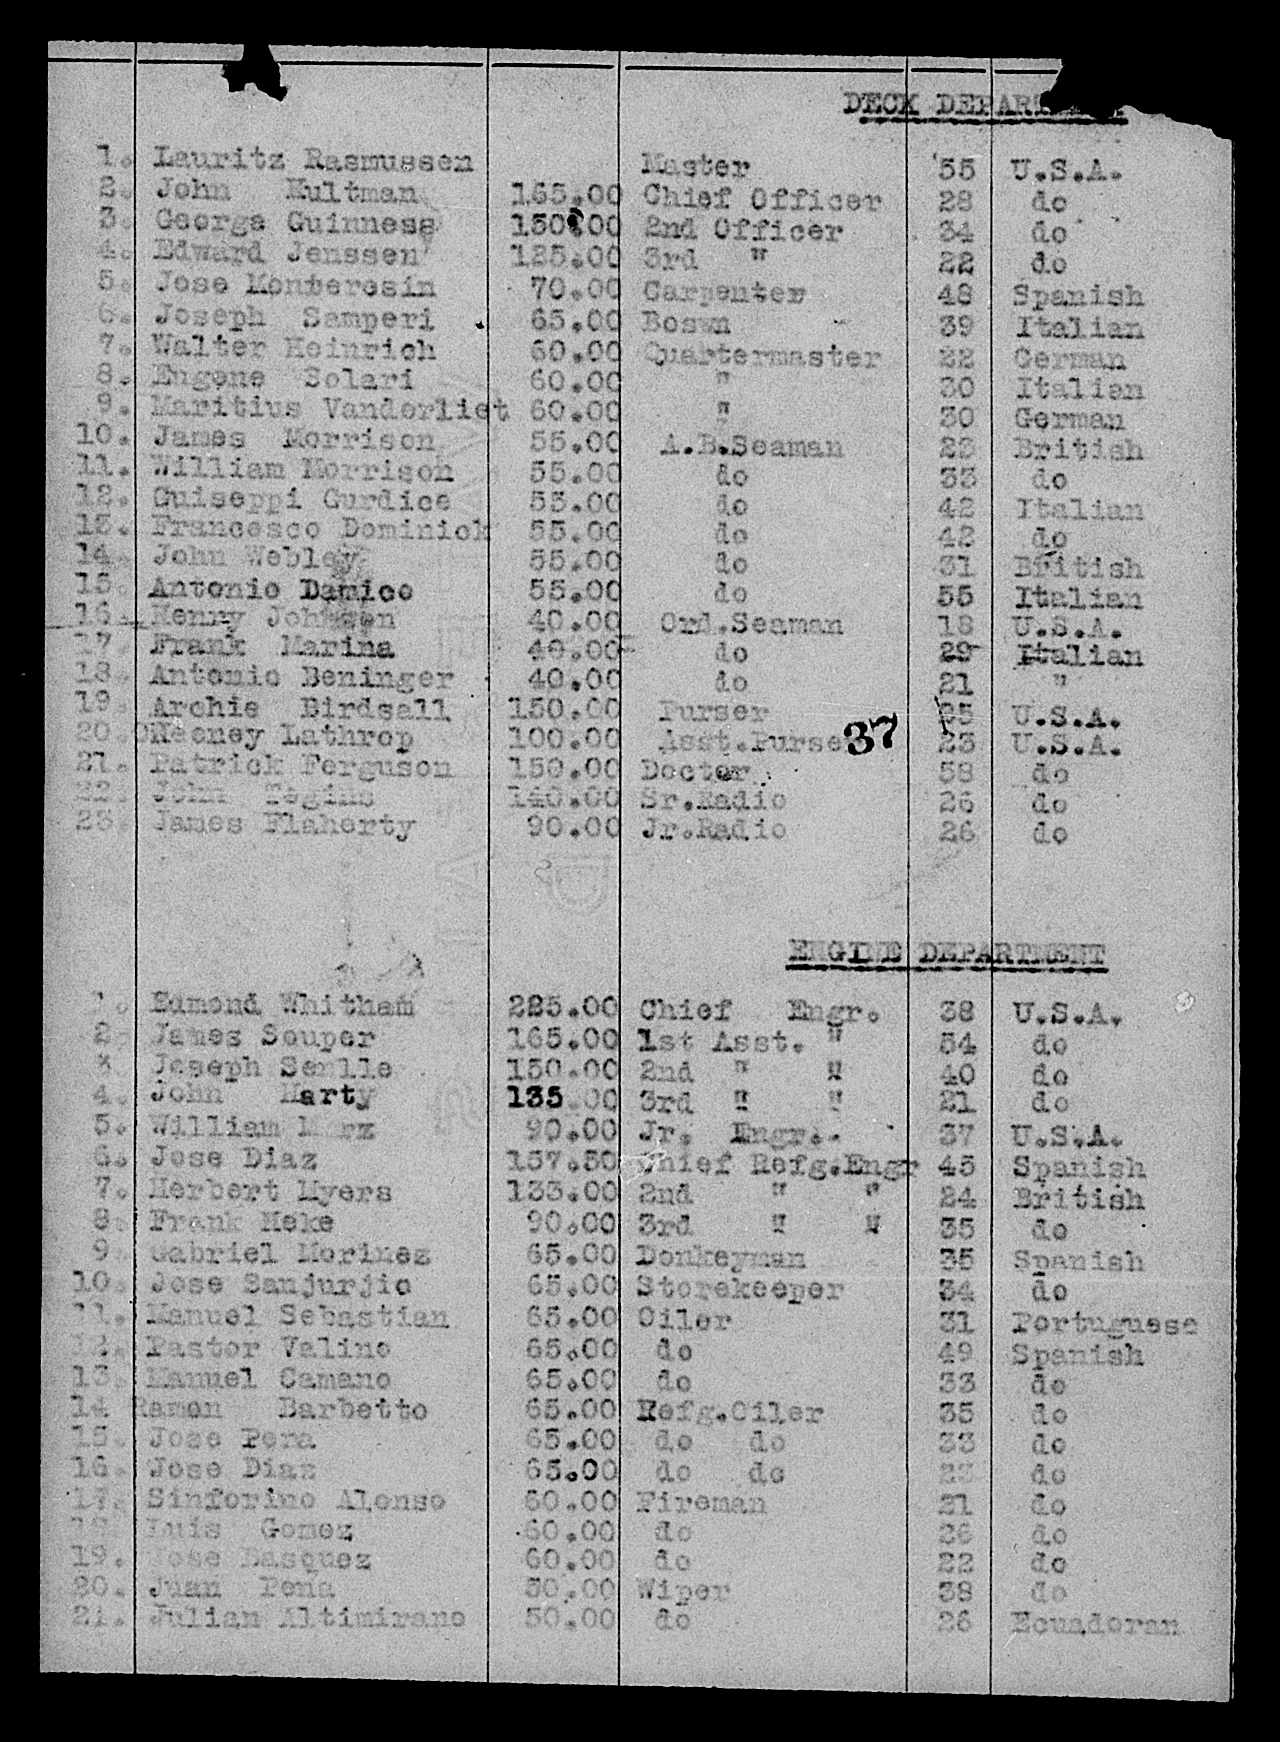 DECK DEPAR
1. Lauritz Rasmussen Master 55 U.S.A.
2. John Hultman 165.00 Chief Officer 28 do
3. George Guinness 150.00 2nd Officer 34 do
4. Edward Jenssen 125.00 3rd " 22 do
5. Jose Monteresin 70.00 Carpenter 48 Spanish
6. Joseph Samperi 65.00 Boswn 39 Italian
7. Walter Heinrich 60.00 Quartermaster 22 German
8. Eugene Solari 60.00 " 30 Italian
9. Maritius Vanderliet 60.00 " 30 German
10. James Morrison 55.00 A.B.Seaman 23 British
11. William Morrison 55.00 do 33 do
12. Guiseppi Gurdice 55.00 do 42 Italian
13. Francesco Dominick 55.00 do 42 do
14. John Webley 55.00 do 31 British
15. Antonio Damico 55.00 do 55 Italian
16. Henry Johnsen 40.00 Ord.Seaman 18 U.S.A.
17. Frank Marina 40.00 do 29 Italian
18. Antonio Beninger 40.00 do 21 "
19. Archie Birdsall 150.00 Purser 35 U.S.A.
20. Lathrop 100.00 Asst.Purse 37 23 U.S.A.
21. Patrick Ferguson 150.00 Doctor 58 do
22. John Togins 140.00 Sr.Radio 26 do
23. James Flaherty 90.00 Jr.Radio 26 do
ENGINE DEPARTMENT
1. Edmond Whitham 225.00 Chief Engr. 38 U.S.A.
2. James Souper 165.00 1st Asst. " 54 do
3. Joseph 150.00 2nd " " 40 do
4. John Harty 135.00 3rd " " 21 do
5. William 90.00 Jr. Engr. 37 U.S.A.
6. Jose Diaz 157.50 Chief Refg.Engr 45 Spanish
7. Herbert Myers 133.00 2nd " " 24 British
8. Frank Meke 90.00 3rd " " 35 do
9. Gabriel Morinez 65.00 Donkeyman 35 Spanish
10. Jose Sanjurjio 65.00 Storekeeper 34 do
11. Manuel Sebastian 65.00 Oiler 31 Portuguese
12. Pastor Valino 65.00 do 49 Spanish
13. Manuel Camano 65.00 do 33 do
14 Ramon Barbetto 65.00 Refg.Oiler 35 do
15. Jose Pera 65.00 do do 33 do
16. Jose Diaz 65.00 do do 23 do
17. Sinforino Alonso 60.00 Fireman 21 do
18. Luis Gomez 60.00 do 26 do
19. Jose Basquez 60.00 do 22 do
20. Juan Pena 50.00 Wiper 38 do
21. Julian Altimirano 50.00 do 26 Ecuadoran